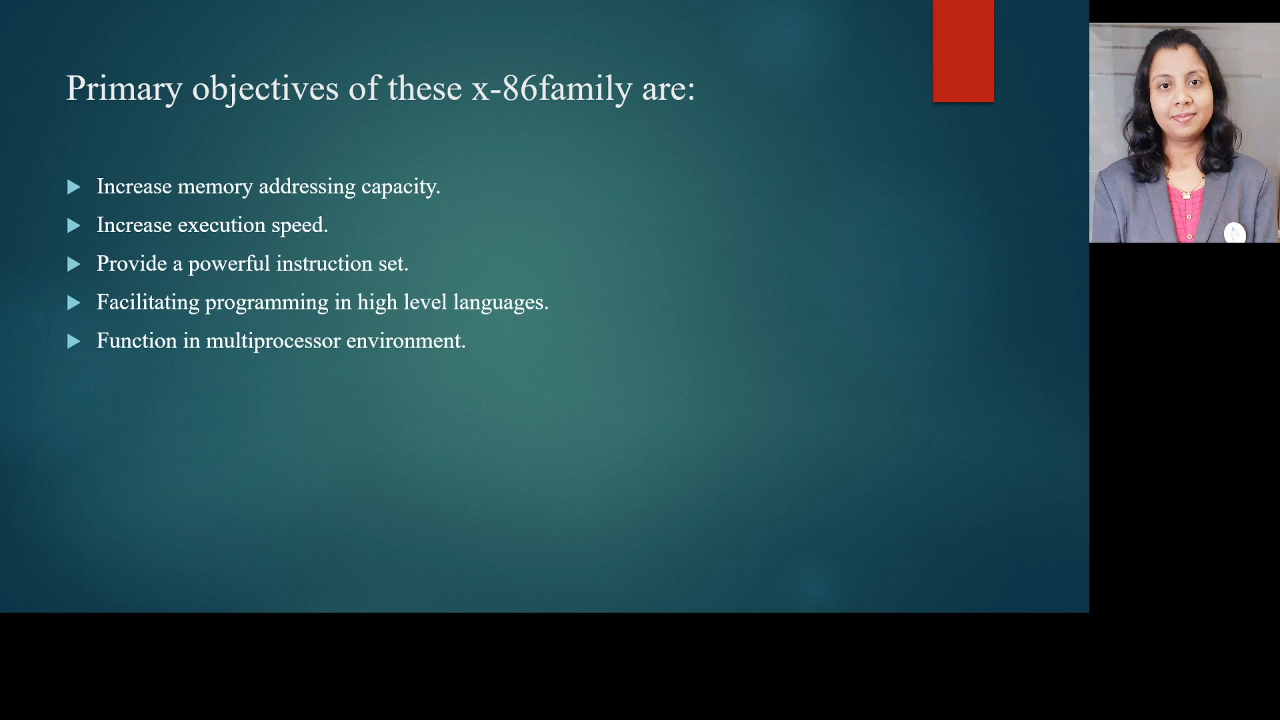 Primary objectives of these x-86family are:
Increase memory addressing capacity.
Increase execution speed.
Provide a powerful instruction set.
Facilitating programming in high level languages.
Function in multiprocessor environment.